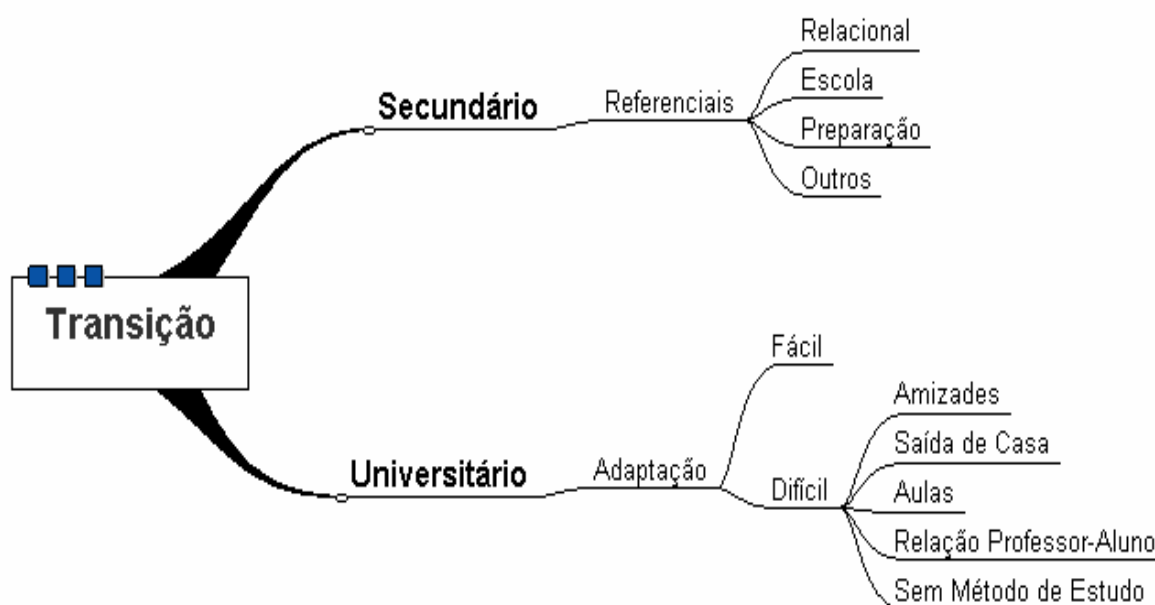 Transição
Secundário
Referenciais
Relacional
Escola
Preparação
Outros
Universitário
Adaptação
Fácil
Difícil
Amizades
Saída de Casa
Aulas
Relação Professor-Aluno
Sem Método de Estudo